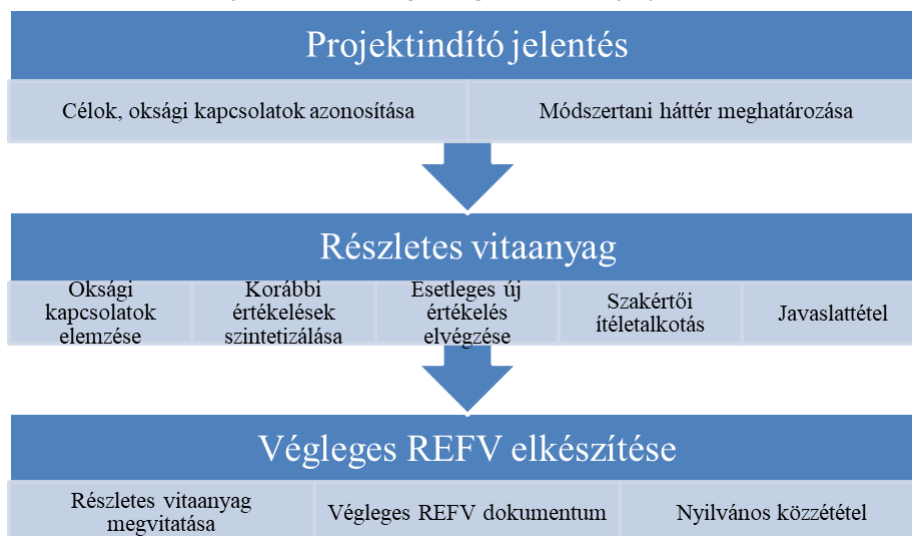 Projektindító jelentés
Célok, oksági kapcsolatok azonosítása
Módszertani háttér meghatározása
Részletes vitaanyag
Oksági
kapcsolatok
elemzése
Korábbi
értékelések
szintetizálása
Esetleges új
értékelés
elvégzése
Szakértői
ítéletalkotás
Javaslattétel
Végleges REFV elkészítése
Részletes vitaanyag
megvitatása
Végleges REFV dokumentum
Nyilvános közzététel